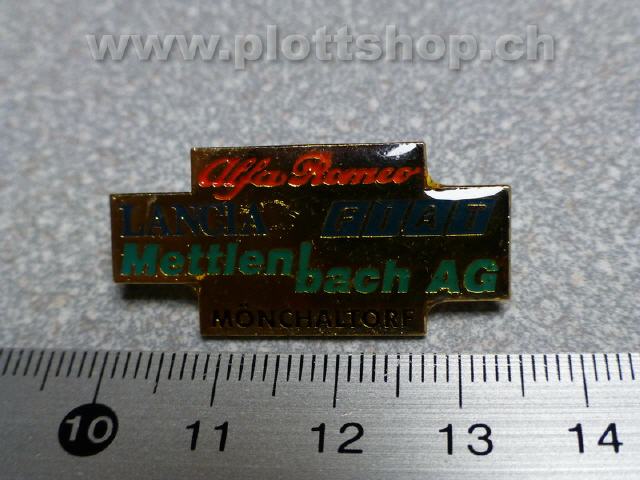 www.plottshop.ch
Alfa Romeo
LANCIA FIAT
Mettlenbach AG
MÖNCHALTORF
10 11 12 13 14